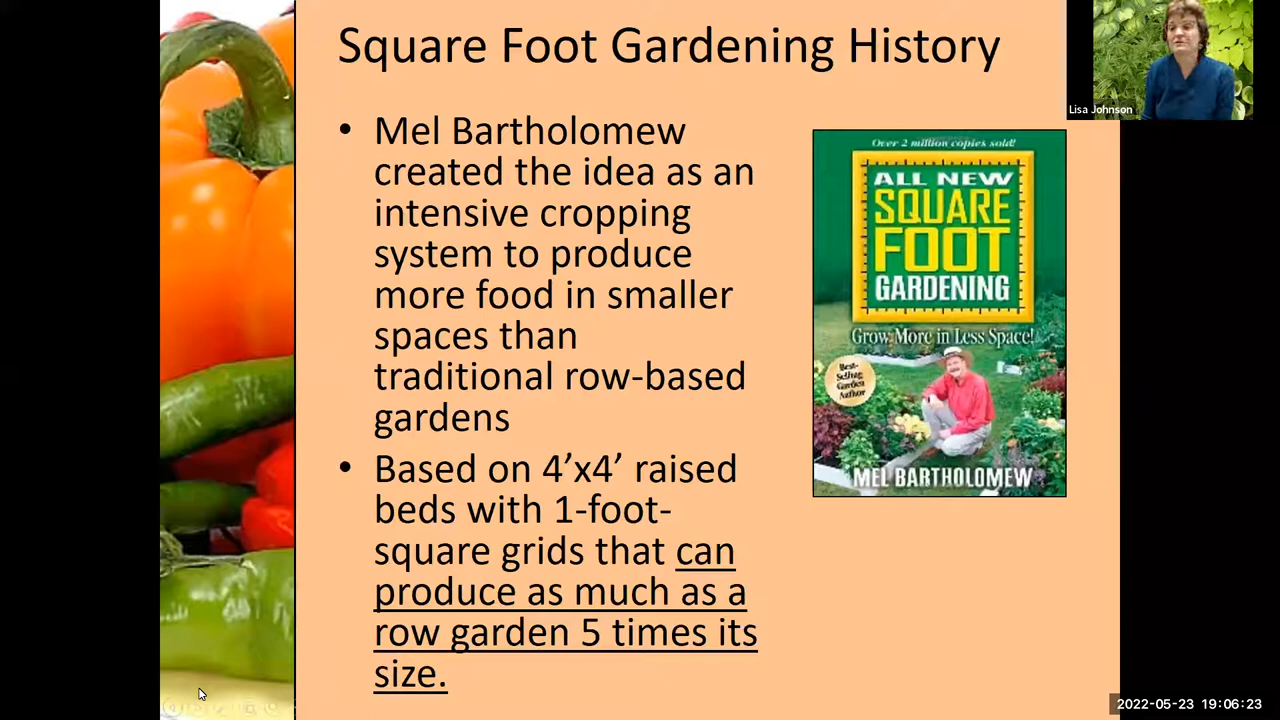 Square Foot Gardening History
• Mel Bartholomew
created the idea as an
intensive cropping
system to produce
more food in smaller
spaces than
traditional row-based
gardens
• Based on 4’x4’ raised
beds with 1-foot-
square grids that can
produce as much as a
row garden 5 times its
size.
Over 2 million copies sold!
ALL NEW
SQUARE
FOOT
GARDENING
Grow More in Less Space!
Best-
Selling
Garden
Author
MEL BARTHOLOMEW
Lisa Johnson
2022-05-23 19:06:23